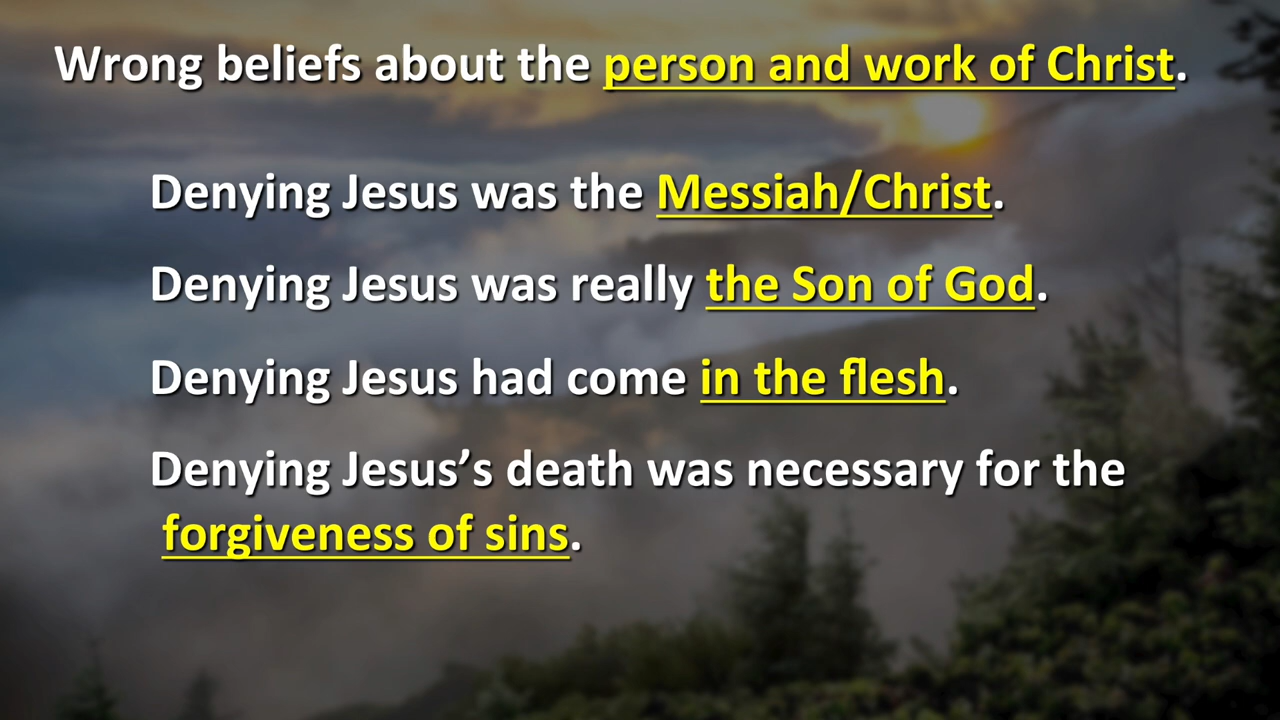 Wrong beliefs about the person and work of Christ.
Denying Jesus was the Messiah/Christ.
Denying Jesus was really the Son of God.
Denying Jesus had come in the flesh.
Denying Jesus’s death was necessary for the
forgiveness of sins.